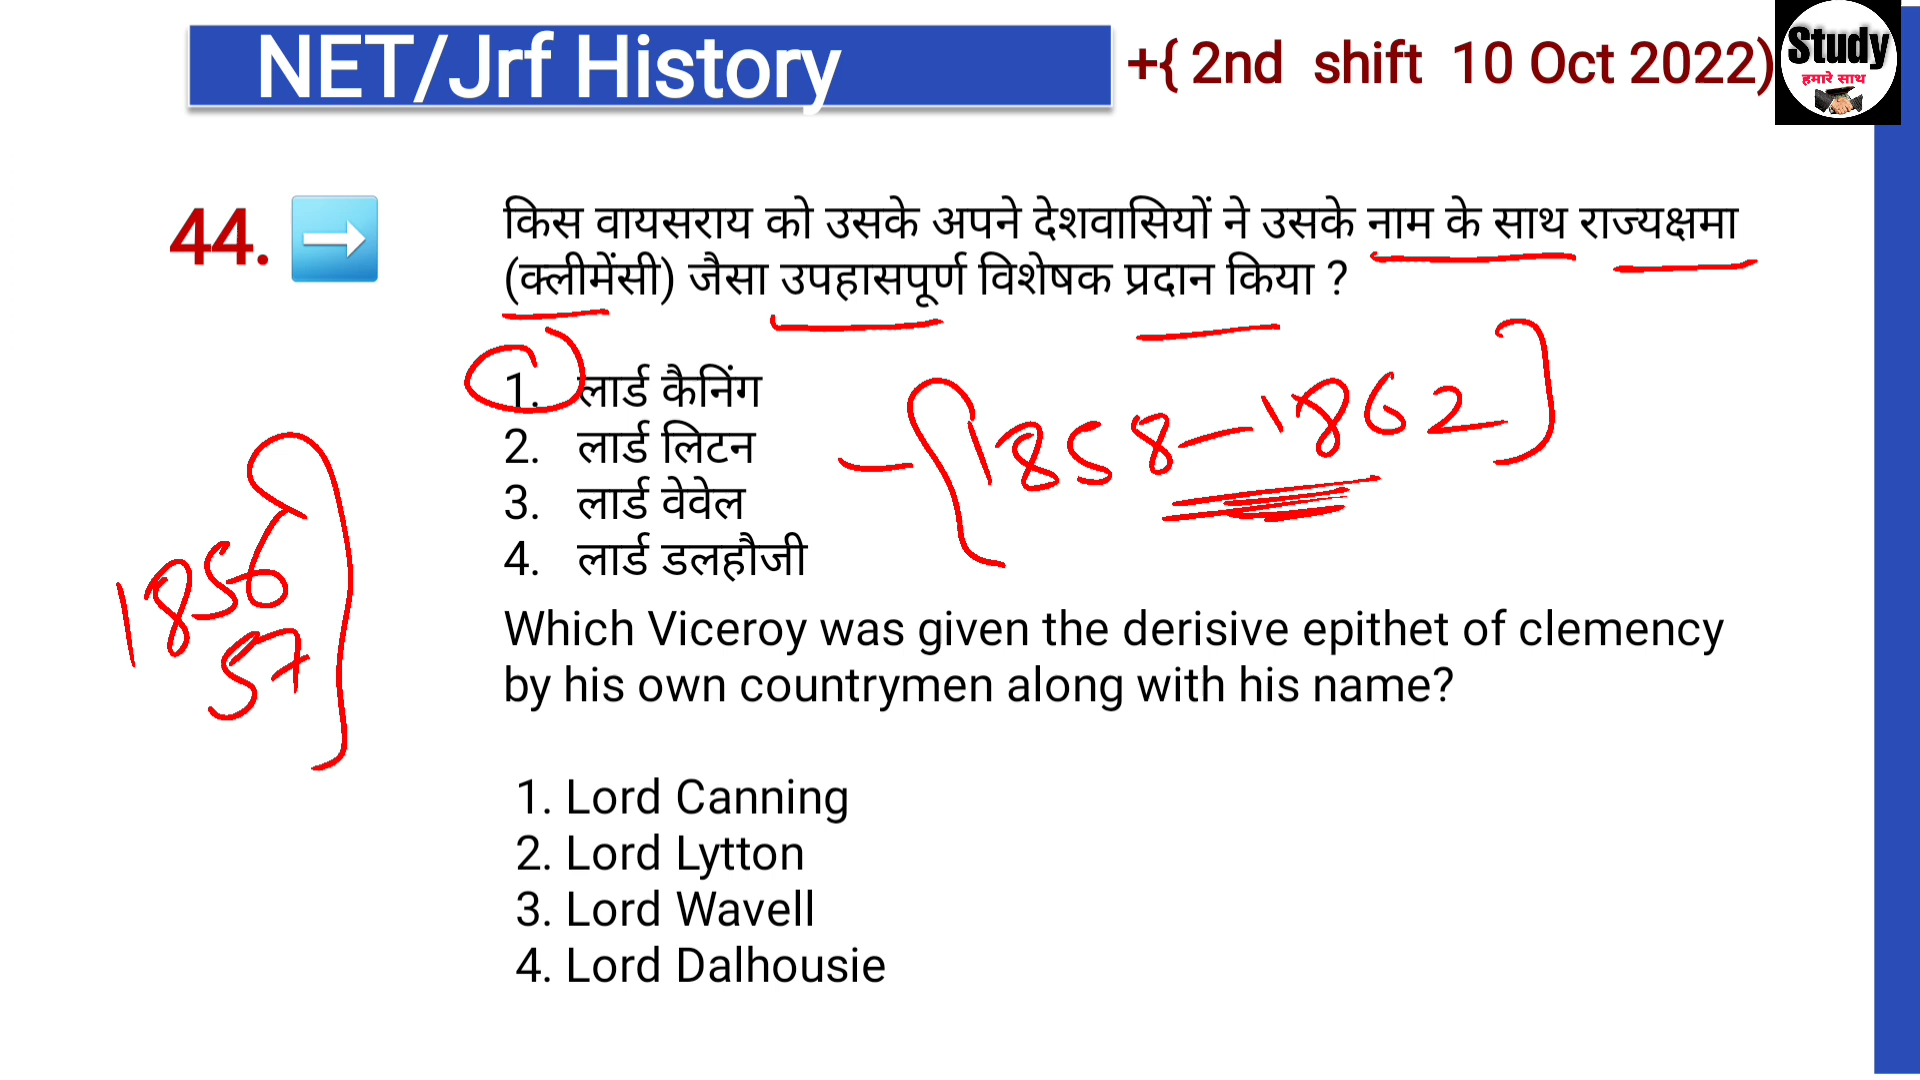 NET/Jrf History
+{ 2nd shift 10 Oct 2022)
Study
हमारे साथ
44.
किस वायसराय को उसके अपने देशवासियों ने उसके नाम के साथ राज्यक्षमा
(क्लीमेंसी) जैसा उपहासपूर्ण विशेषक प्रदान किया ?
1. लार्ड कैनिंग
2. लार्ड लिटन
3. लार्ड वेवेल
4. लार्ड डलहौजी
1858-1862
1856
57
Which Viceroy was given the derisive epithet of clemency
by his own countrymen along with his name?
1. Lord Canning
2. Lord Lytton
3. Lord Wavell
4. Lord Dalhousie